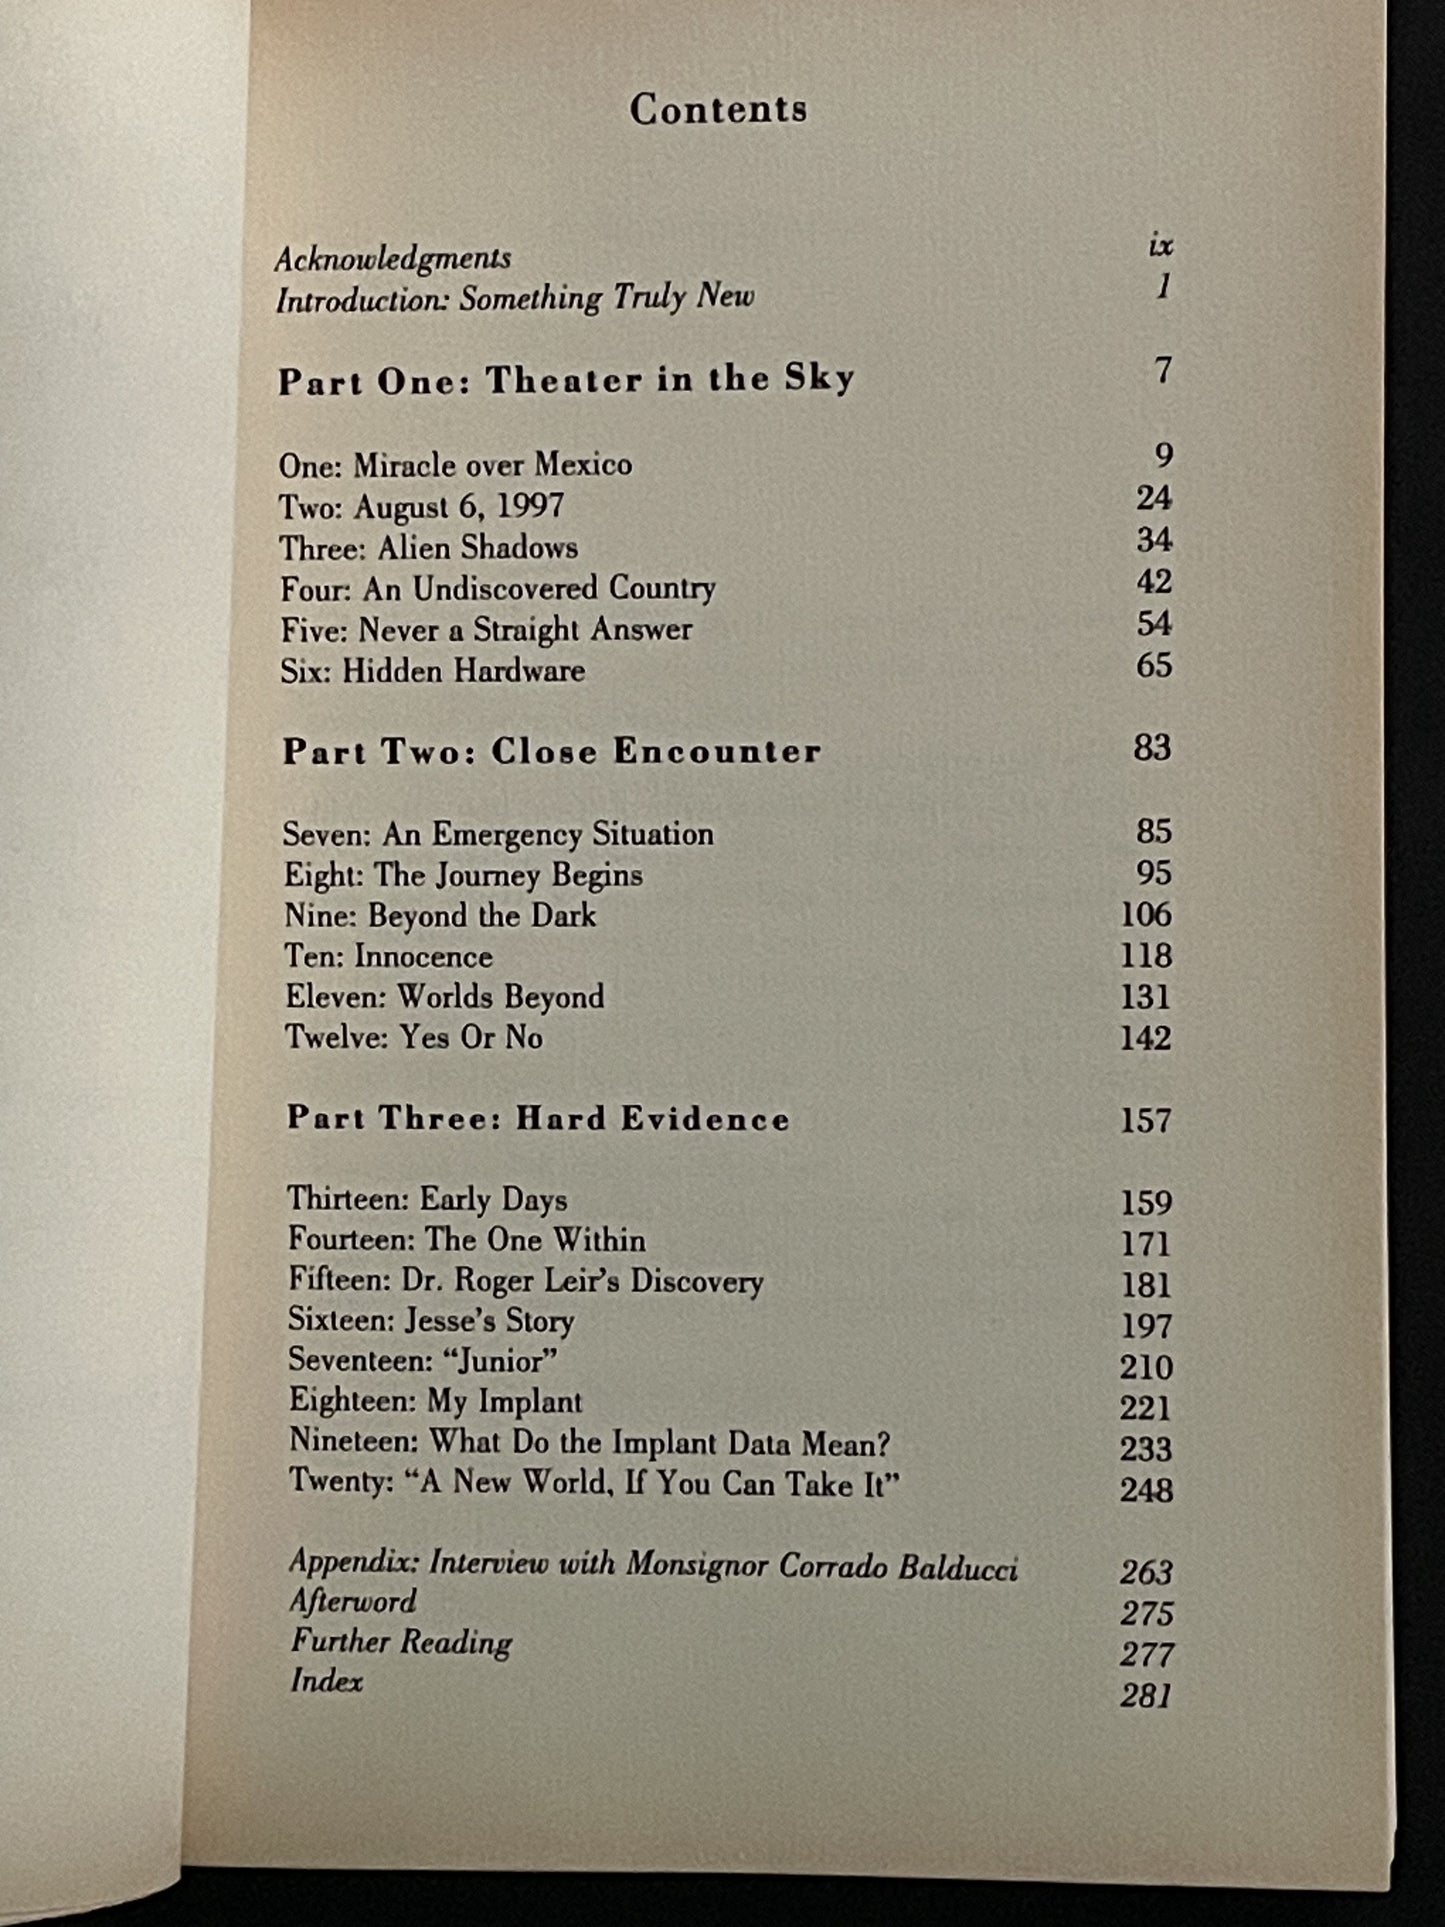 Contents
Acknowledgments ix
Introduction: Something Truly New 1
Part One: Theater in the Sky 7
One: Miracle over Mexico 9
Two: August 6, 1997 24
Three: Alien Shadows 34
Four: An Undiscovered Country 42
Five: Never a Straight Answer 54
Six: Hidden Hardware 65
Part Two: Close Encounter 83
Seven: An Emergency Situation 85
Eight: The Journey Begins 95
Nine: Beyond the Dark 106
Ten: Innocence 118
Eleven: Worlds Beyond 131
Twelve: Yes Or No 142
Part Three: Hard Evidence 157
Thirteen: Early Days 159
Fourteen: The One Within 171
Fifteen: Dr. Roger Leir's Discovery 181
Sixteen: Jesse's Story 197
Seventeen: “Junior” 210
Eighteen: My Implant 221
Nineteen: What Do the Implant Data Mean? 233
Twenty: “A New World, If You Can Take It” 248
Appendix: Interview with Monsignor Corrado Balducci 263
Afterword 275
Further Reading 277
Index 281